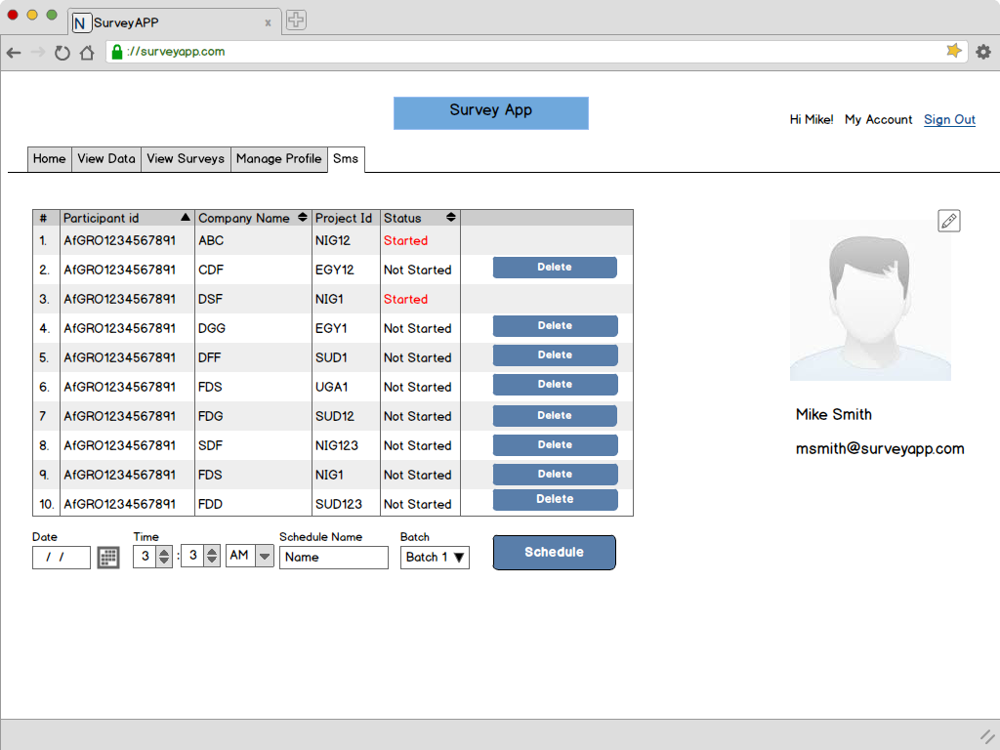 N SurveyAPP x
://surveyapp.com
Survey App
Hi Mike! My Account Sign Out
Home View Data View Surveys Manage Profile Sms
# Participant id Company Name Project Id Status
1. AfGRO1234567891 ABC NIG12 Started
2. AfGRO1234567891 CDF EGY12 Not Started Delete
3. AfGRO1234567891 DSF NIG1 Started
4. AfGRO1234567891 DGG EGY1 Not Started Delete
5. AfGRO1234567891 DFF SUD1 Not Started Delete
6. AfGRO1234567891 FDS UGA1 Not Started Delete
7 AfGRO1234567891 FDG SUD12 Not Started Delete
8. AfGRO1234567891 SDF NIG123 Not Started Delete
9. AfGRO1234567891 FDS NIG1 Not Started Delete
10. AfGRO1234567891 FDD SUD123 Not Started Delete
Mike Smith
msmith@surveyapp.com
Date Time Schedule Name Batch
/ / 3 : 3 AM Name Batch 1 Schedule